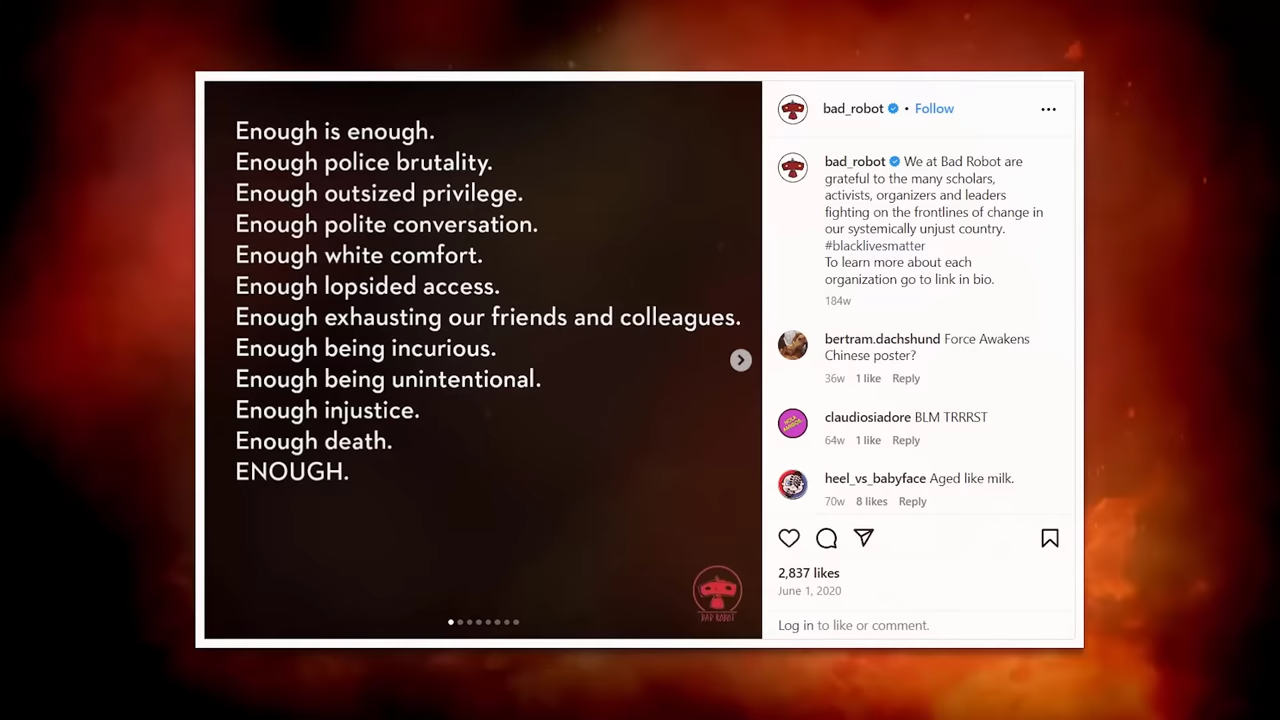 Enough is enough.
Enough police brutality.
Enough outsized privilege.
Enough polite conversation.
Enough white comfort.
Enough lopsided access.
Enough exhausting our friends and colleagues.
Enough being incurious.
Enough being unintentional.
Enough injustice.
Enough death.
ENOUGH.
BAD ROBOT
bad_robot • Follow
bad_robot We at Bad Robot are
grateful to the many scholars,
activists, organizers and leaders
fighting on the frontlines of change in
our systemically unjust country.
#blacklivesmatter
To learn more about each
organization go to link in bio.
184w
bertram.dachshund Force Awakens
Chinese poster?
36w 1 like Reply
claudiosiadore BLM TRRRST
64w 1 like Reply
heel_vs_babyface Aged like milk.
70w 8 likes Reply
2,837 likes
June 1, 2020
Log in to like or comment.